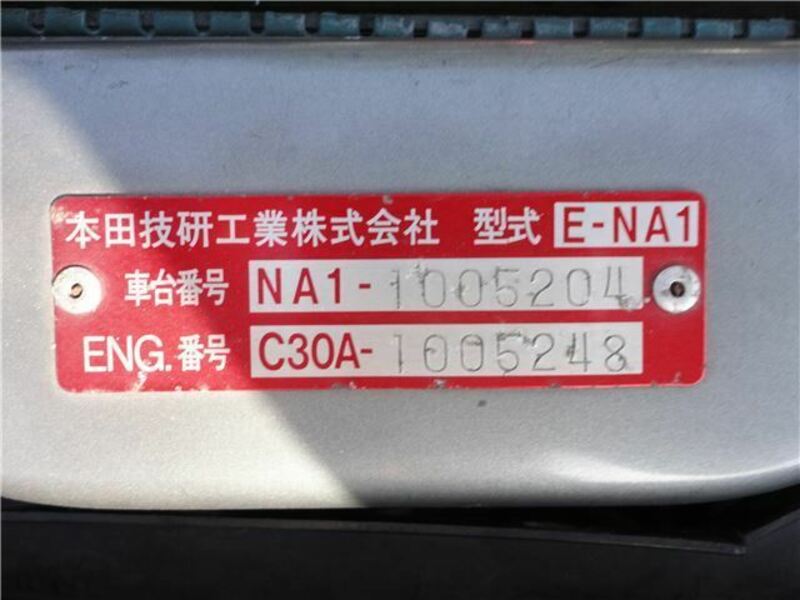 本田技研工業株式会社 型式 E-NA1
車台番号 NA1-1005204
ENG.番号 C30A-1005248